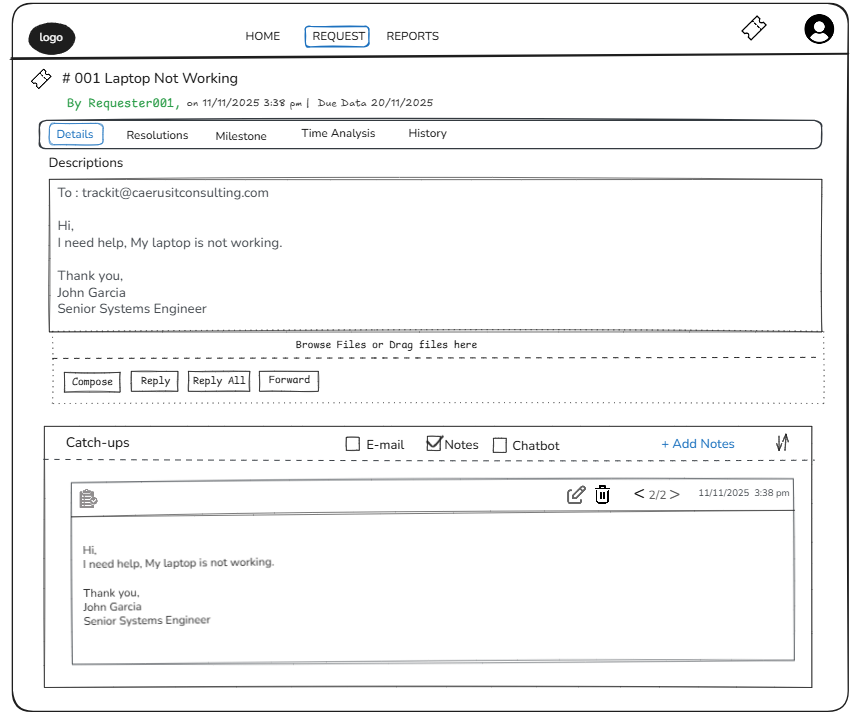 logo HOME REQUEST REPORTS
# 001 Laptop Not Working
By Requester001, on 11/11/2025 3:38 pm | Due Data 20/11/2025
Details Resolutions Milestone Time Analysis History
Descriptions
To : trackit@caerusitconsulting.com
Hi,
I need help, My laptop is not working.
Thank you,
John Garcia
Senior Systems Engineer
Browse Files or Drag files here
Compose Reply Reply All Forward
Catch-ups E-mail Notes Chatbot + Add Notes
< 2/2 > 11/11/2025 3:38 pm
Hi,
I need help, My laptop is not working.
Thank you,
John Garcia
Senior Systems Engineer